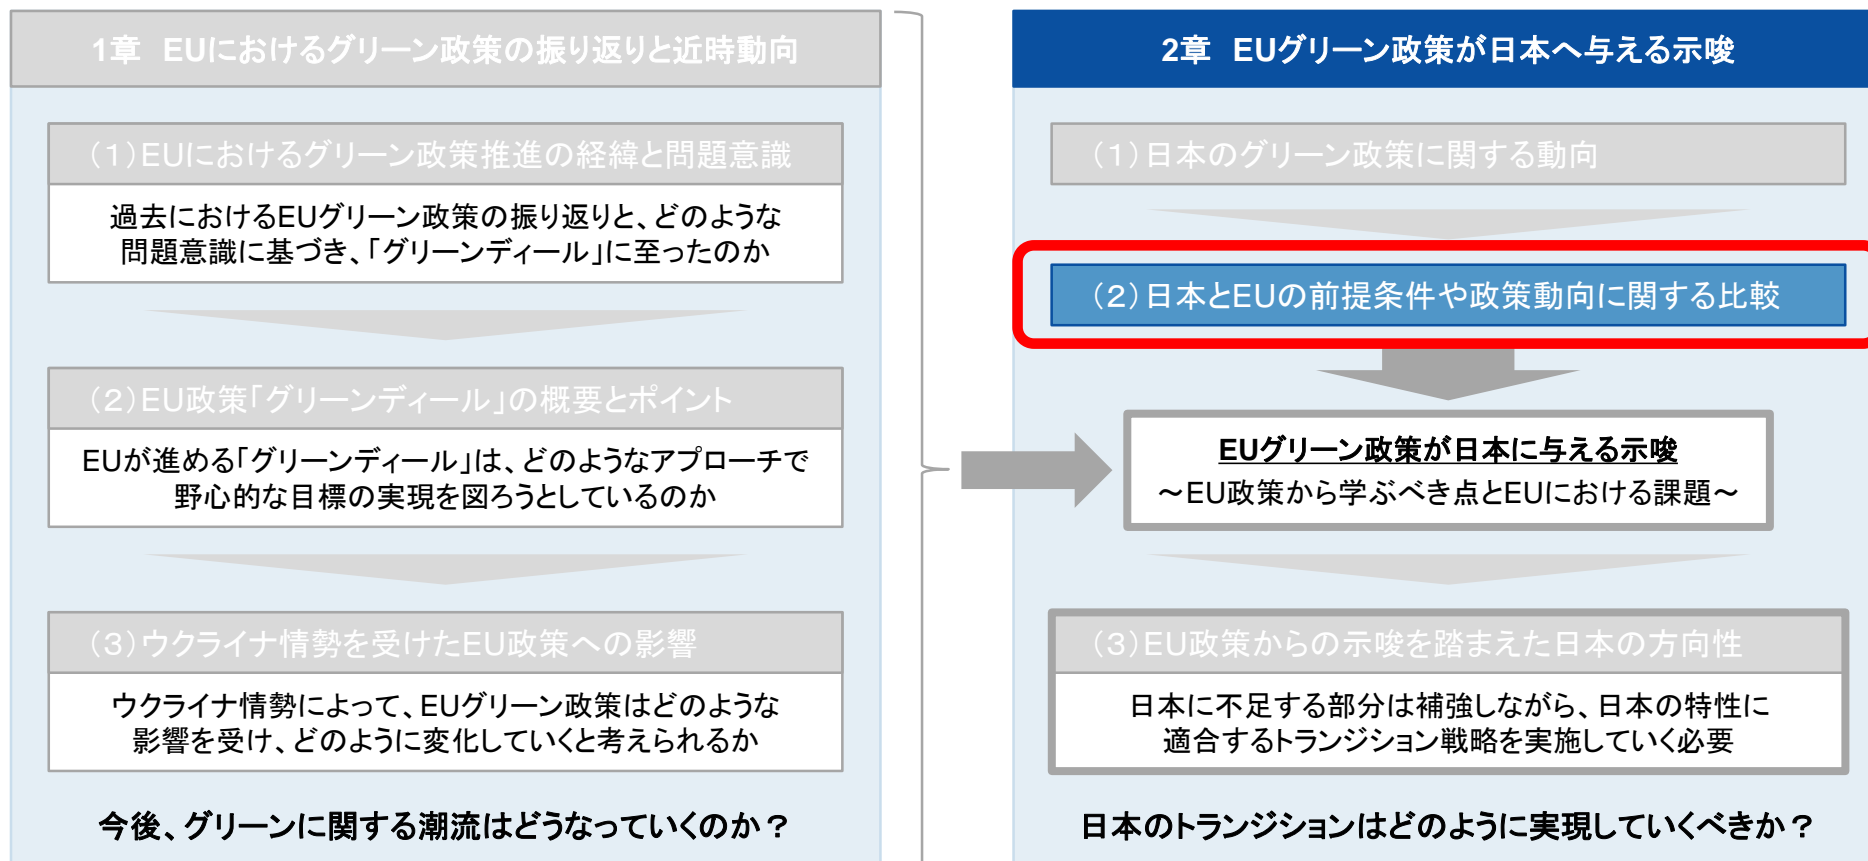 1章 EUにおけるグリーン政策の振り返りと近時動向
(1)EUにおけるグリーン政策推進の経緯と問題意識
過去におけるEUグリーン政策の振り返りと、どのような
問題意識に基づき、「グリーンディール」に至ったのか
(2)EU政策「グリーンディール」の概要とポイント
EUが進める「グリーンディール」は、どのようなアプローチで
野心的な目標の実現を図ろうとしているのか
(3)ウクライナ情勢を受けたEU政策への影響
ウクライナ情勢によって、EUグリーン政策はどのような
影響を受け、どのように変化していくと考えられるか
今後、グリーンに関する潮流はどうなっていくのか？
2章 EUグリーン政策が日本へ与える示唆
(1)日本のグリーン政策に関する動向
(2)日本とEUの前提条件や政策動向に関する比較
EUグリーン政策が日本に与える示唆
～EU政策から学ぶべき点とEUにおける課題～
(3)EU政策からの示唆を踏まえた日本の方向性
日本に不足する部分は補強しながら、日本の特性に
適合するトランジション戦略を実施していく必要
日本のトランジションはどのように実現していくべきか？